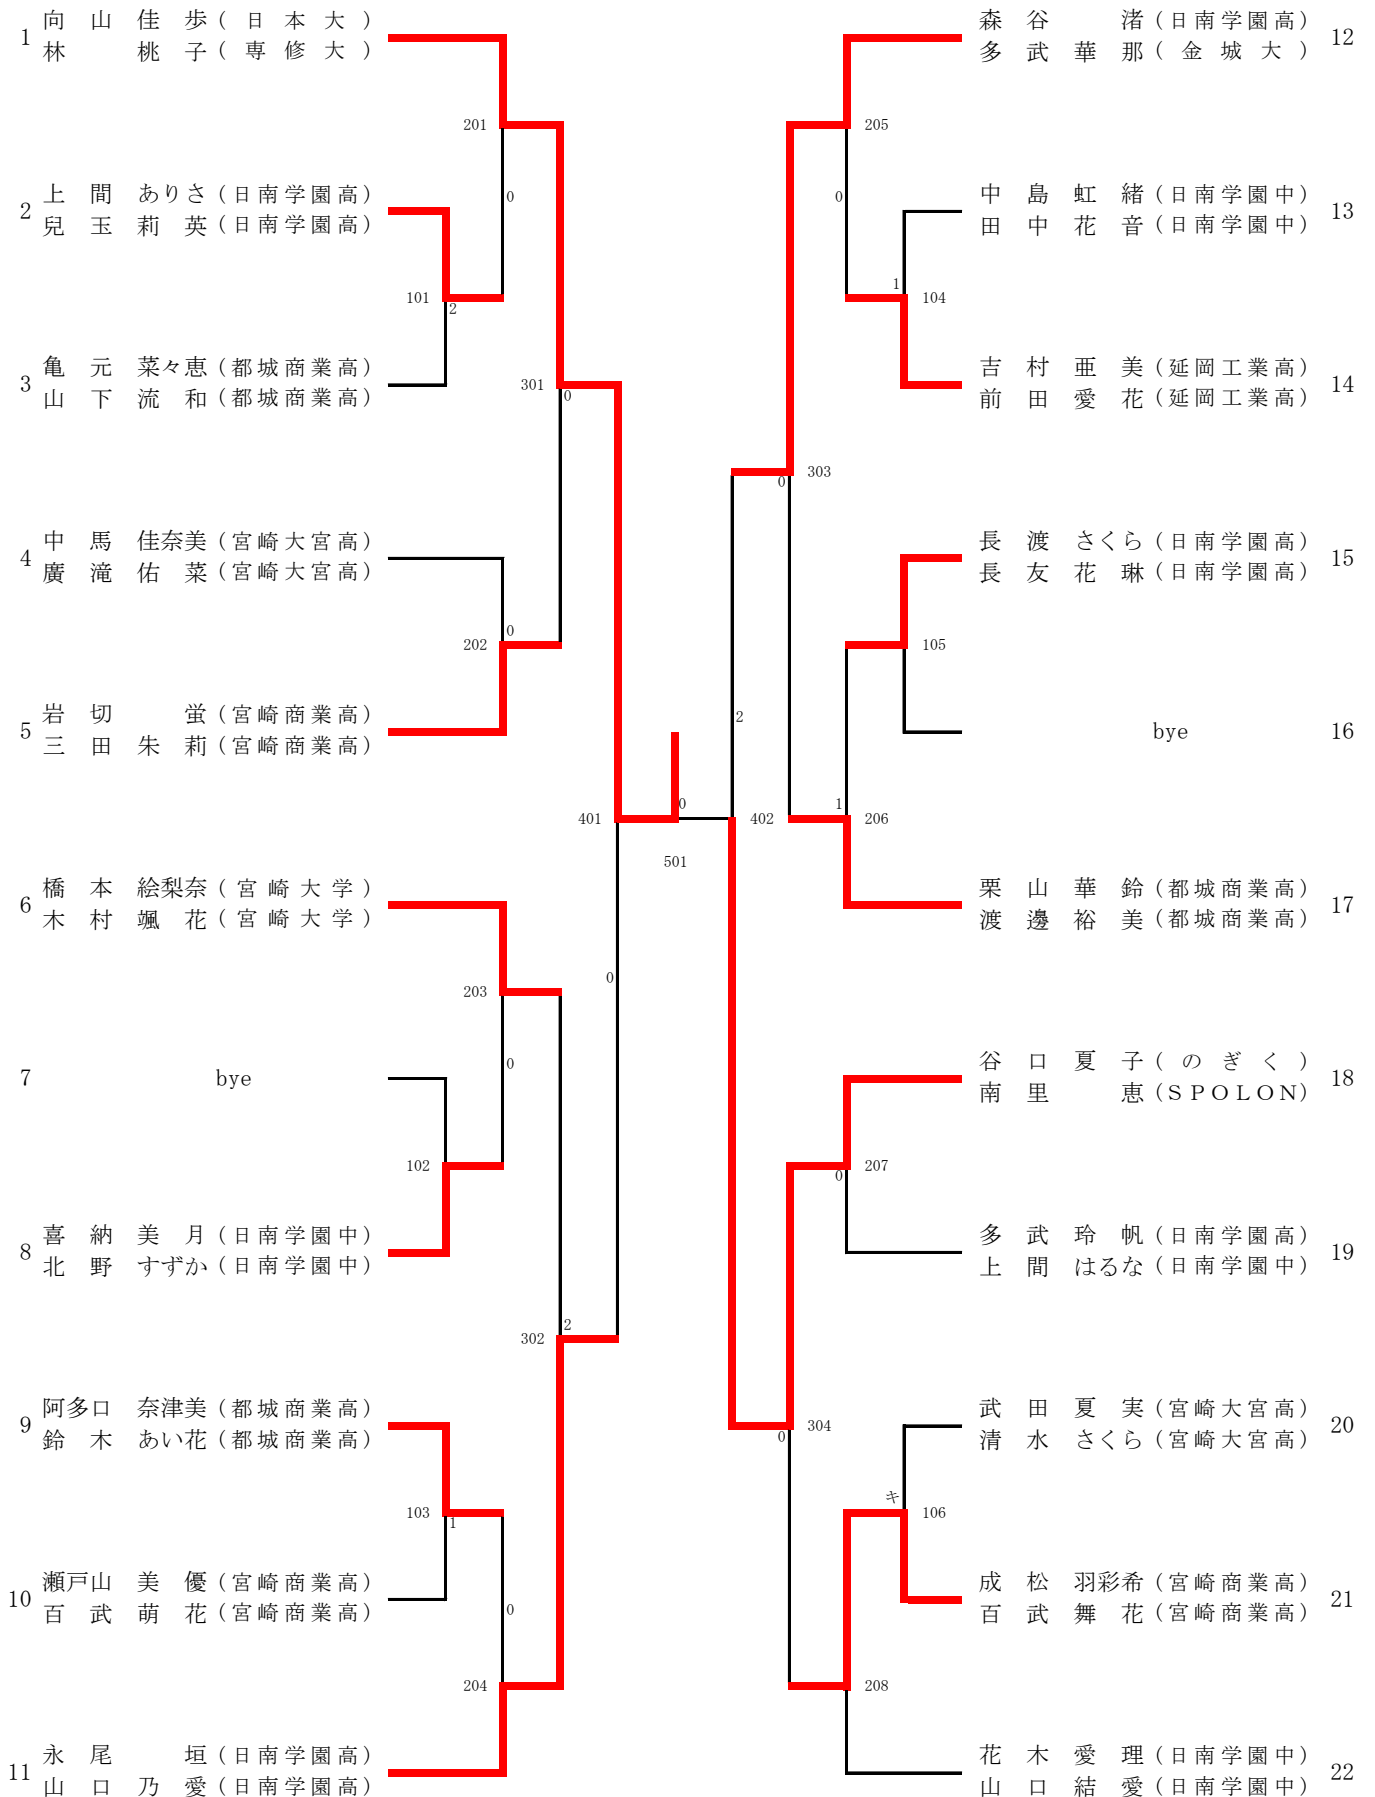 1 向山佳歩(日本大)
林桃子(専修大)
201
0
2 上間ありさ(日南学園高)
兒玉莉英(日南学園高)
101
2
3 亀元菜々恵(都城商業高)
山下流和(都城商業高)
301
0
4 中馬佳奈美(宮崎大宮高)
廣滝佑菜(宮崎大宮高)
0
202
5 岩切蛍(宮崎商業高)
三田朱莉(宮崎商業高)
401
0
501
6 橋本絵梨奈(宮崎大学)
木村颯花(宮崎大学)
0
203
0
7 bye
102
8 喜納美月(日南学園中)
北野すずか(日南学園中)
2
302
9 阿多口奈津美(都城商業高)
鈴木あい花(都城商業高)
103
1
10 瀬戸山美優(宮崎商業高)
百武萌花(宮崎商業高)
0
204
11 永尾垣(日南学園高)
山口乃愛(日南学園高)
森谷渚(日南学園高) 12
多武華那(金城大)
205
0
中島虹緒(日南学園中) 13
田中花音(日南学園中)
1
104
吉村亜美(延岡工業高) 14
前田愛花(延岡工業高)
303
0
長渡さくら(日南学園高) 15
長友花琳(日南学園高)
105
2
bye 16
1
402
206
栗山華鈴(都城商業高) 17
渡邊裕美(都城商業高)
谷口夏子(のぎく) 18
南里恵(SPOLON)
207
0
多武玲帆(日南学園高) 19
上間はるな(日南学園中)
304
0
武田夏実(宮崎大宮高) 20
清水さくら(宮崎大宮高)
キ
106
成松羽彩希(宮崎商業高) 21
百武舞花(宮崎商業高)
208
花木愛理(日南学園中) 22
山口結愛(日南学園中)